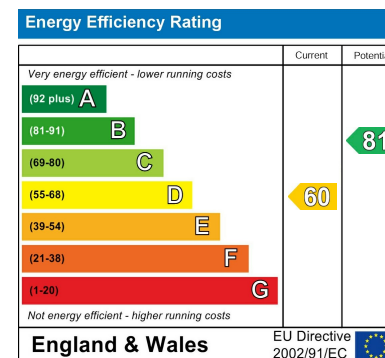 Energy Efficiency Rating
Current
Very energy efficient - lower running costs
(92 plus) A
(81-91) B
81
(69-80) C
(55-68) D
60
(39-54) E
(21-38) F
(1-20) G
Not energy efficient - higher running costs
England & Wales
EU Directive
2002/91/EC